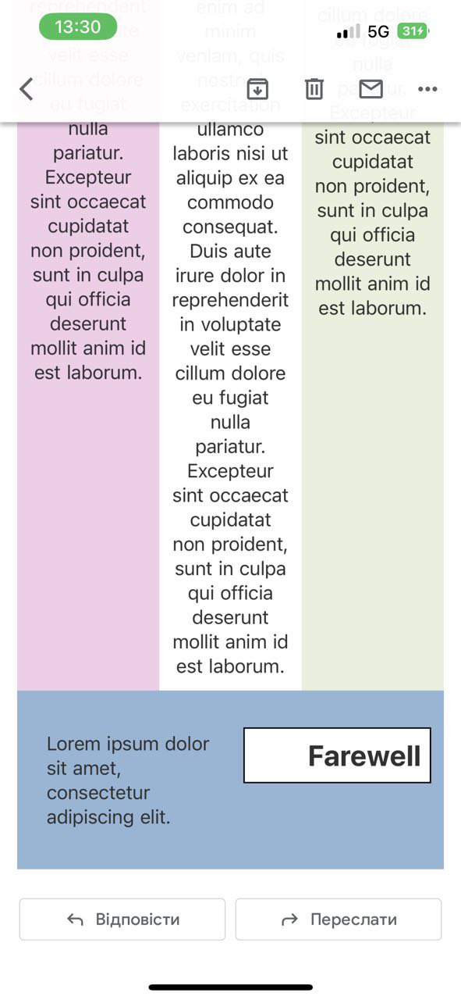 13:30
5G
31
reprehenderit
velit esse
cillum dolore
eu fugiat
nulla
pariatur.
Excepteur
sint occaecat
cupidatat
non proident,
sunt in culpa
qui officia
deserunt
mollit anim id
est laborum.
enim ad
minim
veniam, quis
exercitation
ullamco
laboris nisi ut
aliquip ex ea
commodo
consequat.
Duis aute
irure dolor in
reprehenderit
in voluptate
velit esse
cillum dolore
eu fugiat
nulla
pariatur.
Excepteur
sint occaecat
cupidatat
non proident,
sunt in culpa
qui officia
deserunt
mollit anim id
est laborum.
cillum dolore
eu fugiat
nulla
Excepteur
sint occaecat
cupidatat
non proident,
sunt in culpa
qui officia
deserunt
mollit anim id
est laborum.
Lorem ipsum dolor
sit amet,
consectetur
adipiscing elit.
Farewell
Відповісти
Переслати